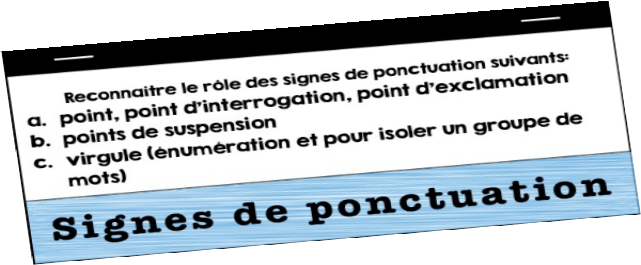 Reconnaître le rôle des signes de ponctuation suivants:
a. point, point d'interrogation, point d'exclamation
b. points de suspension
c. virgule (énumération et pour isoler un groupe de
mots)
Signes de ponctuation